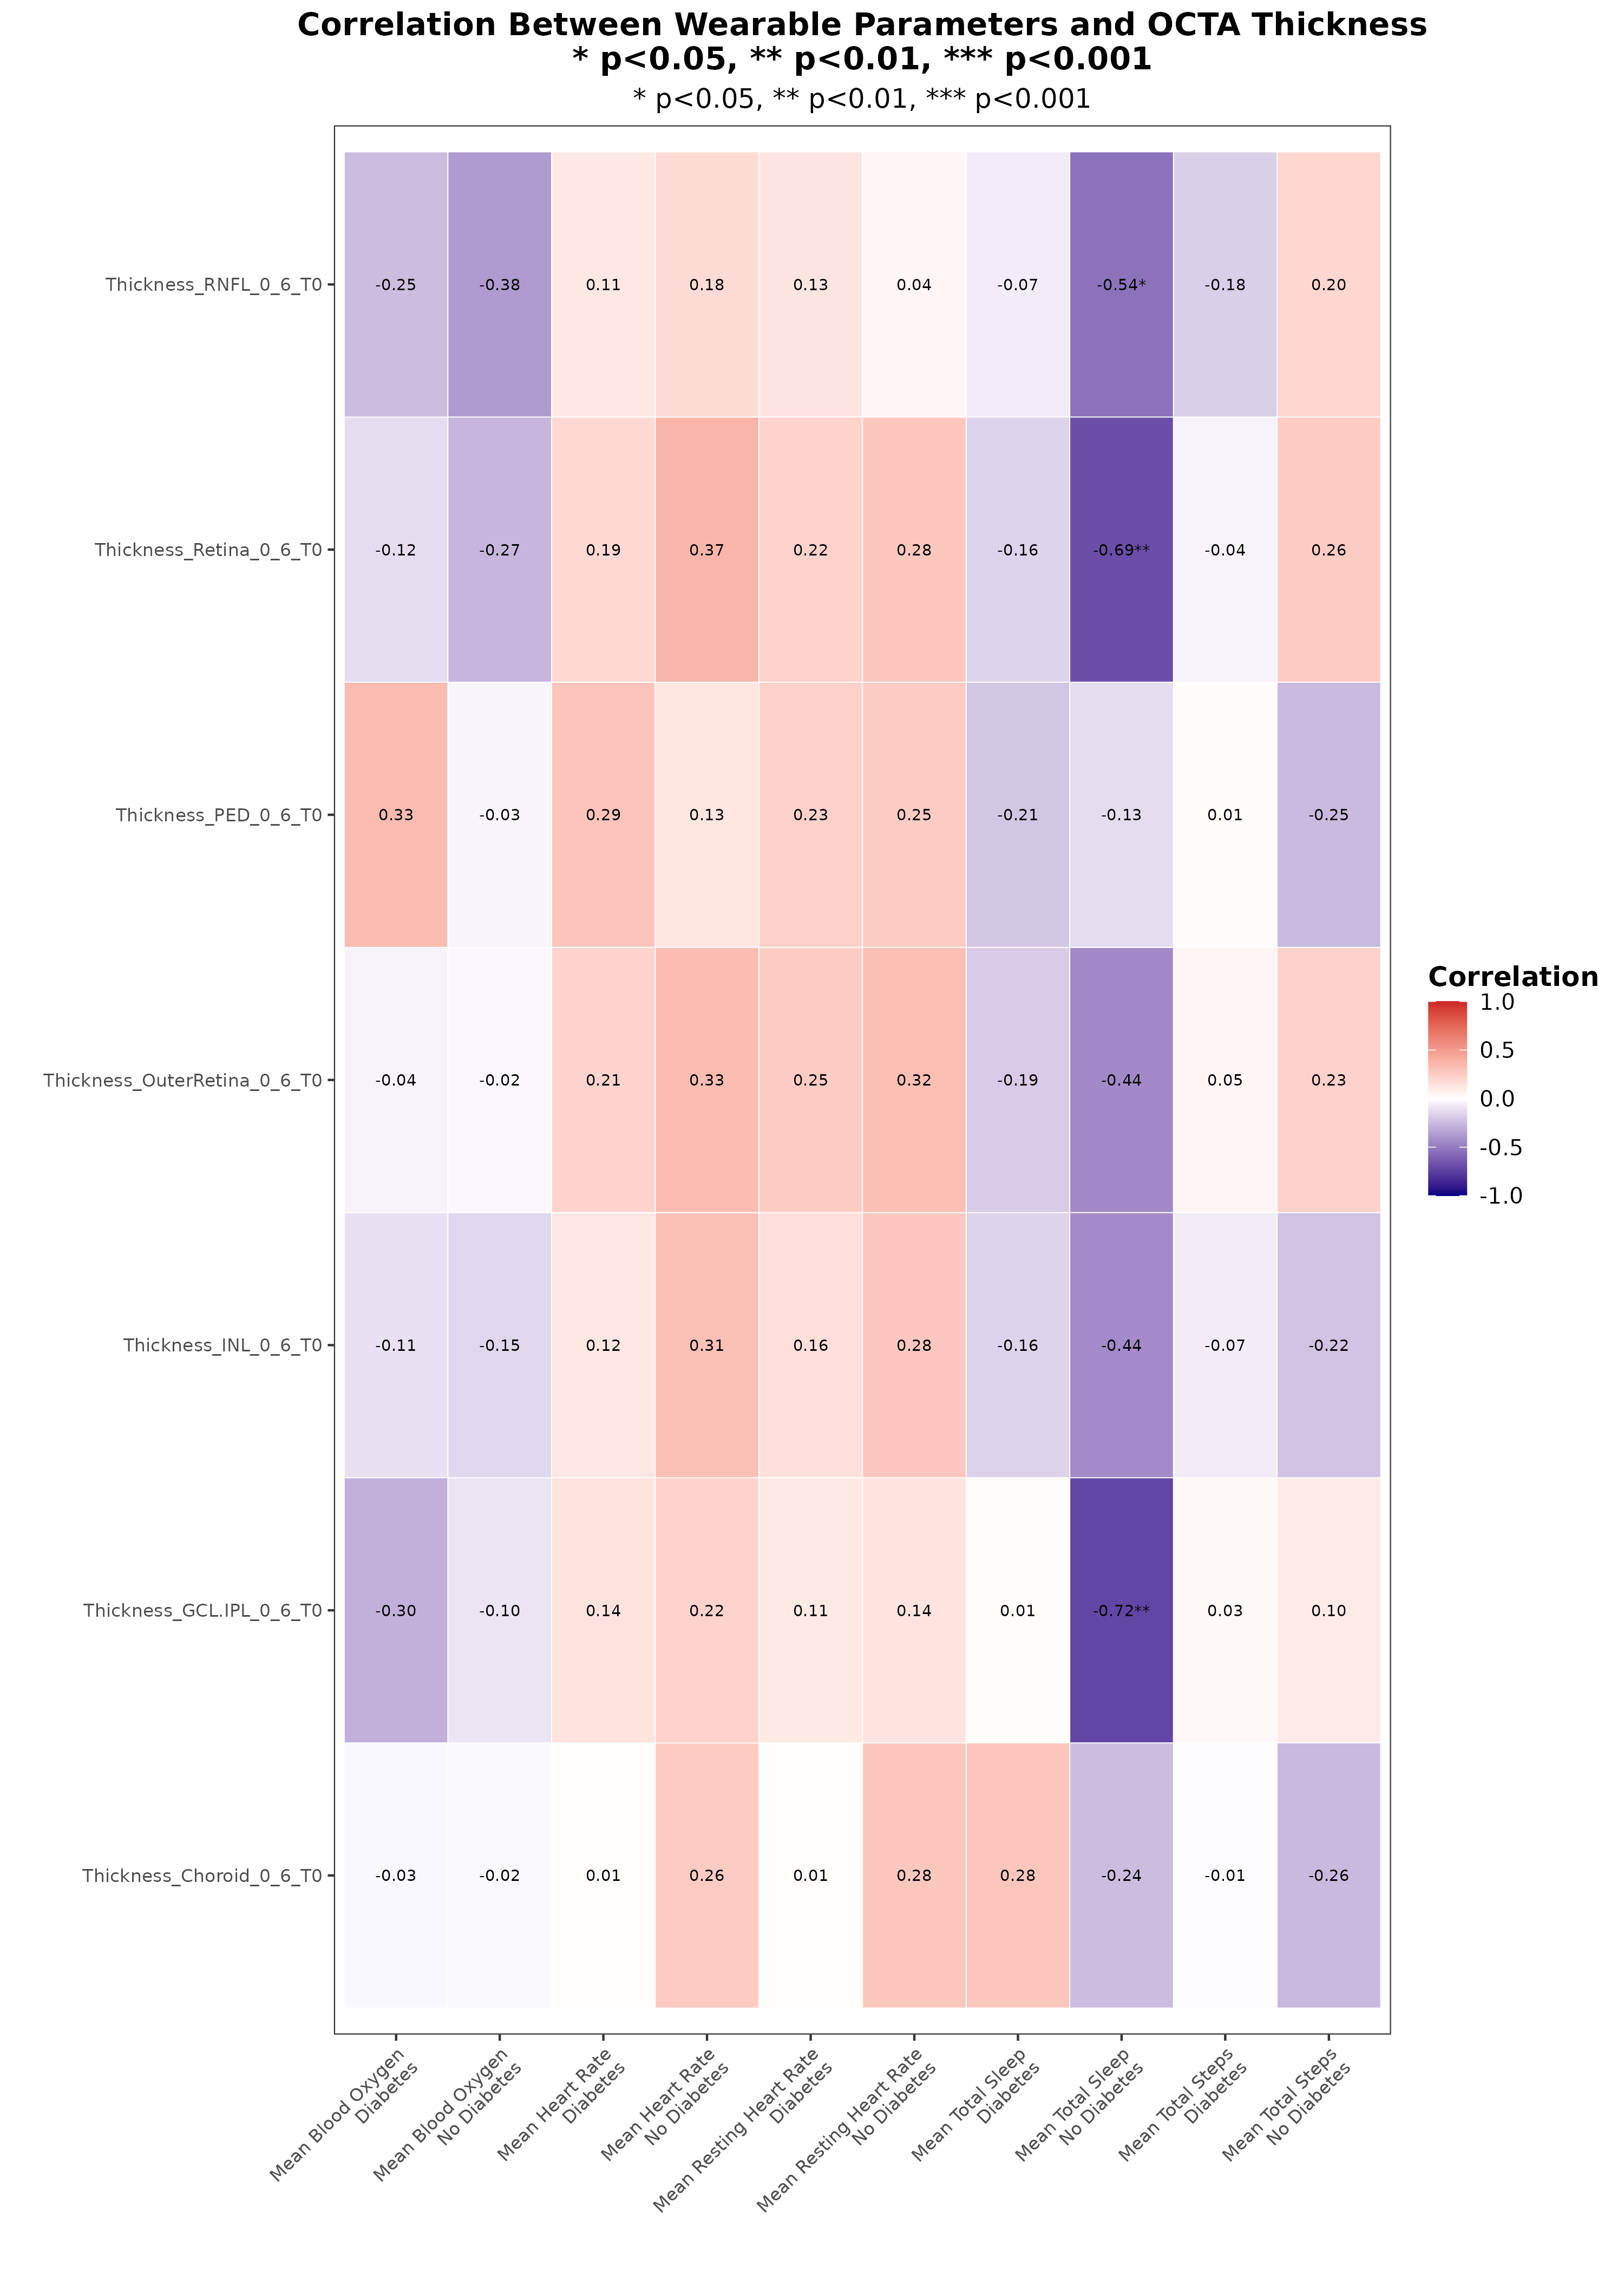 Correlation Between Wearable Parameters and OCTA Thickness
* p<0.05, ** p<0.01, *** p<0.001
* p<0.05, ** p<0.01, *** p<0.001
Thickness_RNFL_0_6_T0 -0.25 -0.38 0.11 0.18 0.13 0.04 -0.07 -0.54* -0.18 0.20
Thickness_Retina_0_6_T0 -0.12 -0.27 0.19 0.37 0.22 0.28 -0.16 -0.69** -0.04 0.26
Thickness_PED_0_6_T0 0.33 -0.03 0.29 0.13 0.23 0.25 -0.21 -0.13 0.01 -0.25
Thickness_OuterRetina_0_6_T0 -0.04 -0.02 0.21 0.33 0.25 0.32 -0.19 -0.44 0.05 0.23
Thickness_INL_0_6_T0 -0.11 -0.15 0.12 0.31 0.16 0.28 -0.16 -0.44 -0.07 -0.22
Thickness_GCL.IPL_0_6_T0 -0.30 -0.10 0.14 0.22 0.11 0.14 0.01 -0.72** 0.03 0.10
Thickness_Choroid_0_6_T0 -0.03 -0.02 0.01 0.26 0.01 0.28 0.28 -0.24 -0.01 -0.26
Mean Blood Oxygen
Diabetes
Mean Blood Oxygen
No Diabetes
Mean Heart Rate
Diabetes
Mean Heart Rate
No Diabetes
Mean Resting Heart Rate
Diabetes
Mean Resting Heart Rate
No Diabetes
Mean Total Sleep
Diabetes
Mean Total Sleep
No Diabetes
Mean Total Steps
Diabetes
Mean Total Steps
No Diabetes
Correlation
1.0
0.5
0.0
-0.5
-1.0